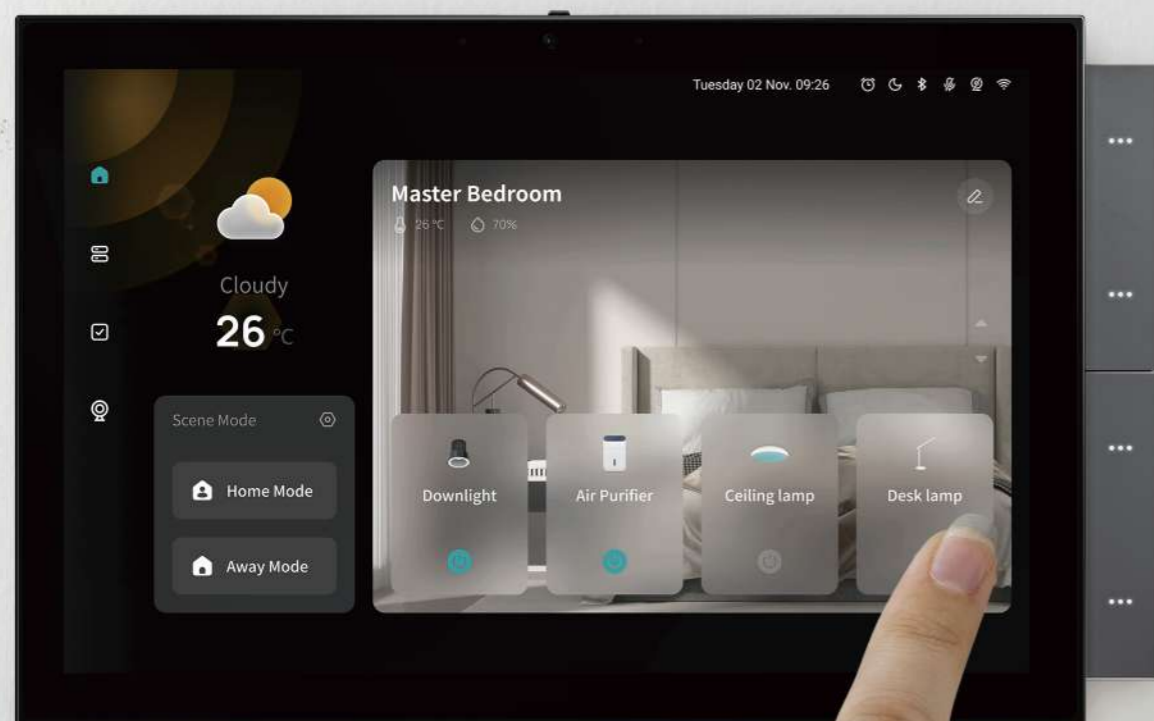 Tuesday 02 Nov. 09:26
Master Bedroom
26 ℃ 70%
Cloudy
26 ℃
Scene Mode
Home Mode
Away Mode
Downlight
Air Purifier
Ceiling lamp
Desk lamp